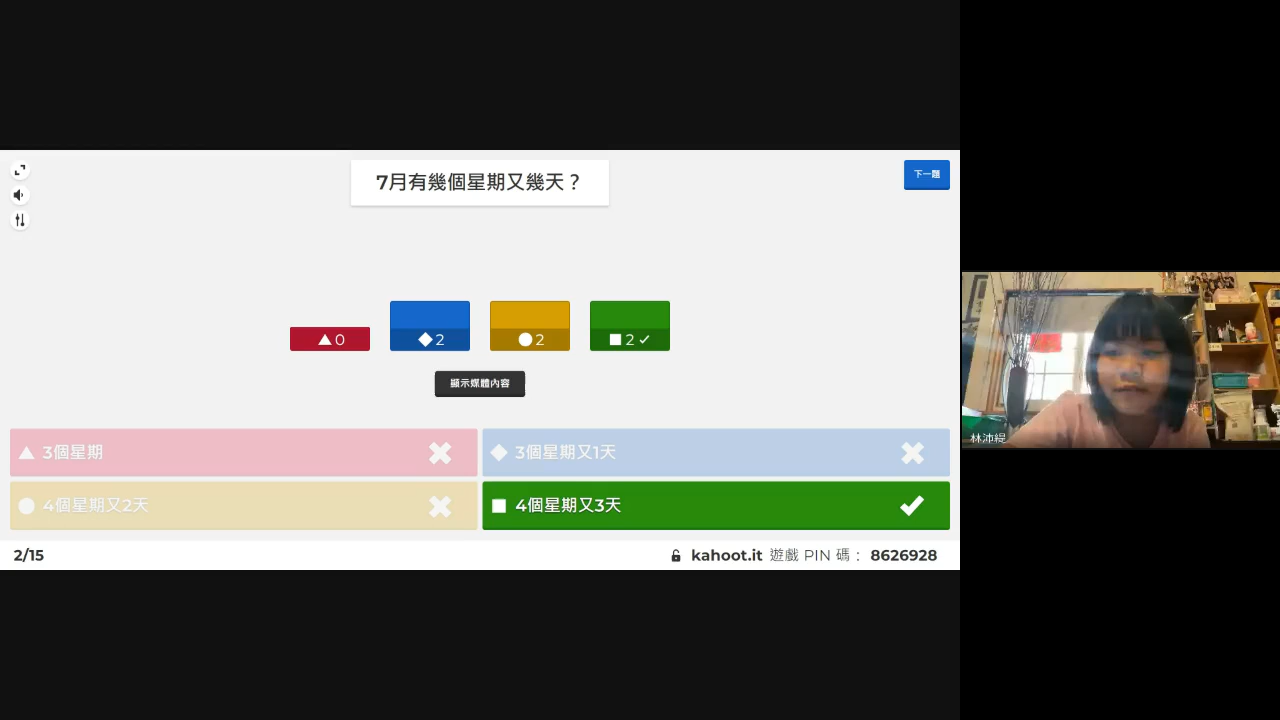 7月有幾個星期又幾天？
下一題
0
2
2
2
顯示媒體內容
3個星期
3個星期又1天
4個星期又2天
4個星期又3天
2/15
kahoot.it 遊戲 PIN 碼： 8626928
林沛緹